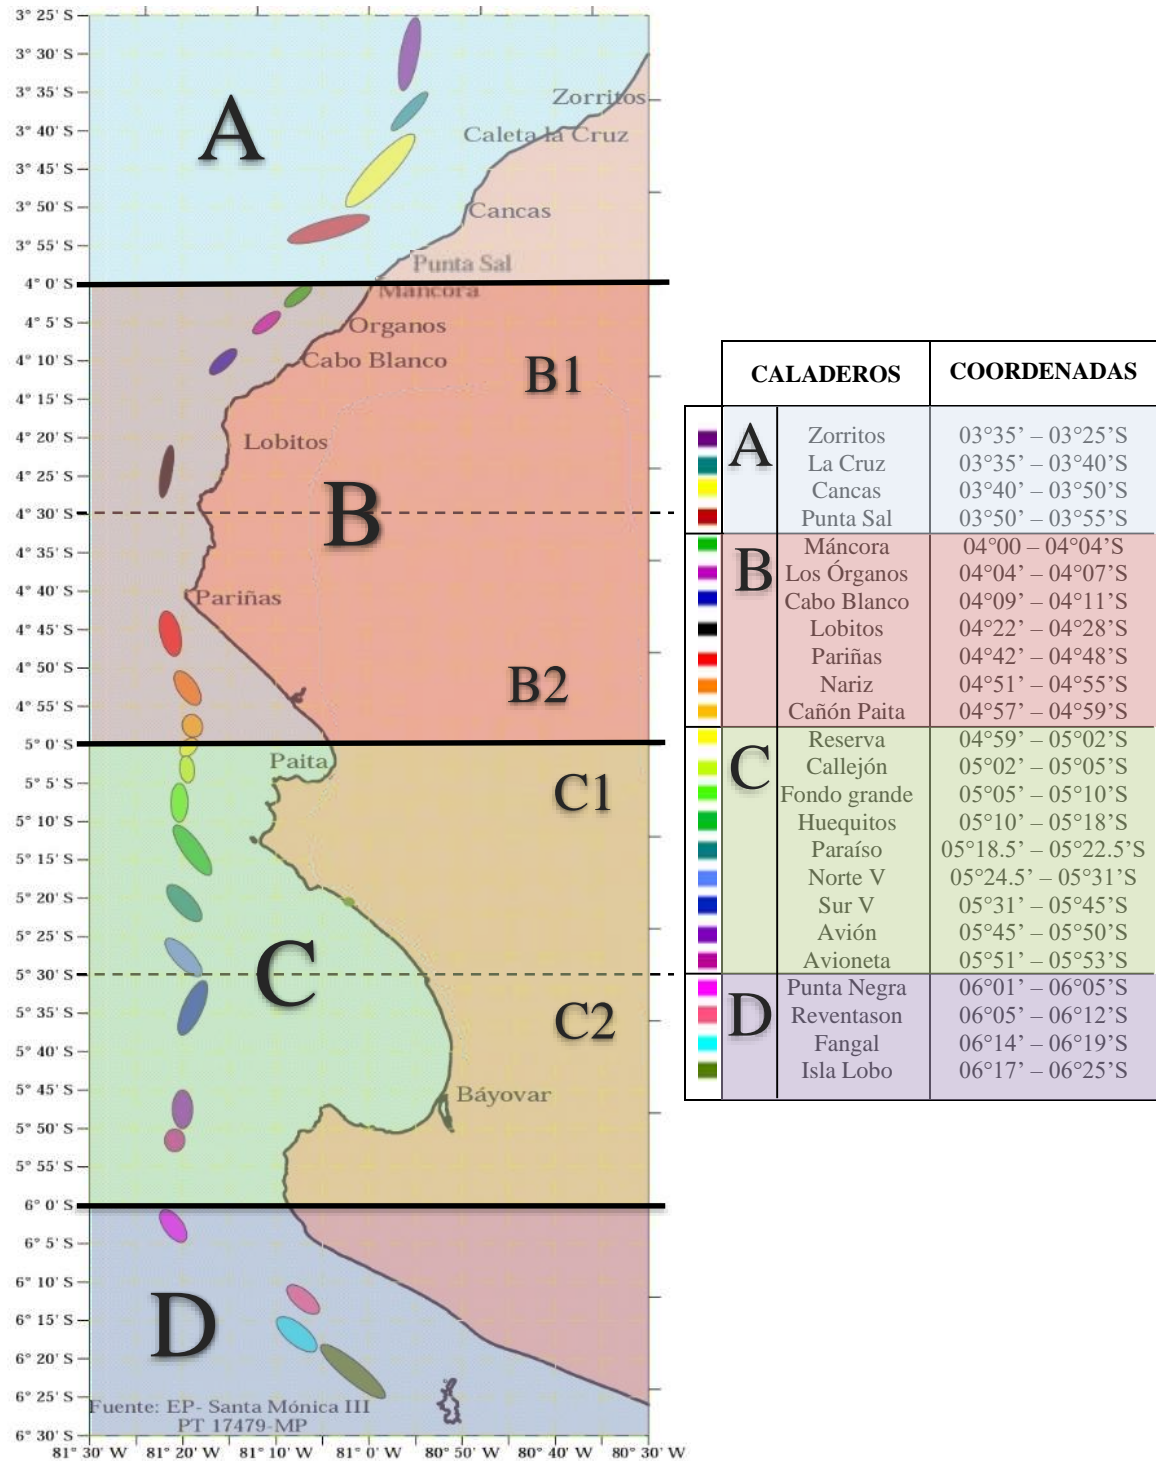 3° 25' S
3° 30' S
3° 35' S
3° 40' S
3° 45' S
3° 50' S
3° 55' S
4° 0' S
4° 5' S
4° 10' S
4° 15' S
4° 20' S
4° 25' S
4° 30' S
4° 35' S
4° 40' S
4° 45' S
4° 50' S
4° 55' S
5° 0' S
5° 5' S
5° 10' S
5° 15' S
5° 20' S
5° 25' S
5° 30' S
5° 35' S
5° 40' S
5° 45' S
5° 50' S
5° 55' S
6° 0' S
6° 5' S
6° 10' S
6° 15' S
6° 20' S
6° 25' S
6° 30' S
81° 30' W 81° 20' W 81° 10' W 81° 0' W 80° 50' W 80° 40' W 80° 30' W
A
Zorritos
Caleta la Cruz
Cancas
Punta Sal
Máncora
Organos
Cabo Blanco
B1
Lobitos
B
Pariñas
B2
Paita
C1
C
C2
Báyovar
D
Fuente: EP- Santa Mónica III
PT 17479-MP
CALADEROS COORDENADAS
A
Zorritos 03°35’ – 03°25’S
La Cruz 03°35’ – 03°40’S
Cancas 03°40’ – 03°50’S
Punta Sal 03°50’ – 03°55’S
B
Máncora 04°00 – 04°04’S
Los Órganos 04°04’ – 04°07’S
Cabo Blanco 04°09’ – 04°11’S
Lobitos 04°22’ – 04°28’S
Pariñas 04°42’ – 04°48’S
Nariz 04°51’ – 04°55’S
Cañón Paita 04°57’ – 04°59’S
C
Reserva 04°59’ – 05°02’S
Callejón 05°02’ – 05°05’S
Fondo grande 05°05’ – 05°10’S
Huequitos 05°10’ – 05°18’S
Paraíso 05°18.5’ – 05°22.5’S
Norte V 05°24.5’ – 05°31’S
Sur V 05°31’ – 05°45’S
Avión 05°45’ – 05°50’S
Avioneta 05°51’ – 05°53’S
D
Punta Negra 06°01’ – 06°05’S
Reventason 06°05’ – 06°12’S
Fangal 06°14’ – 06°19’S
Isla Lobo 06°17’ – 06°25’S